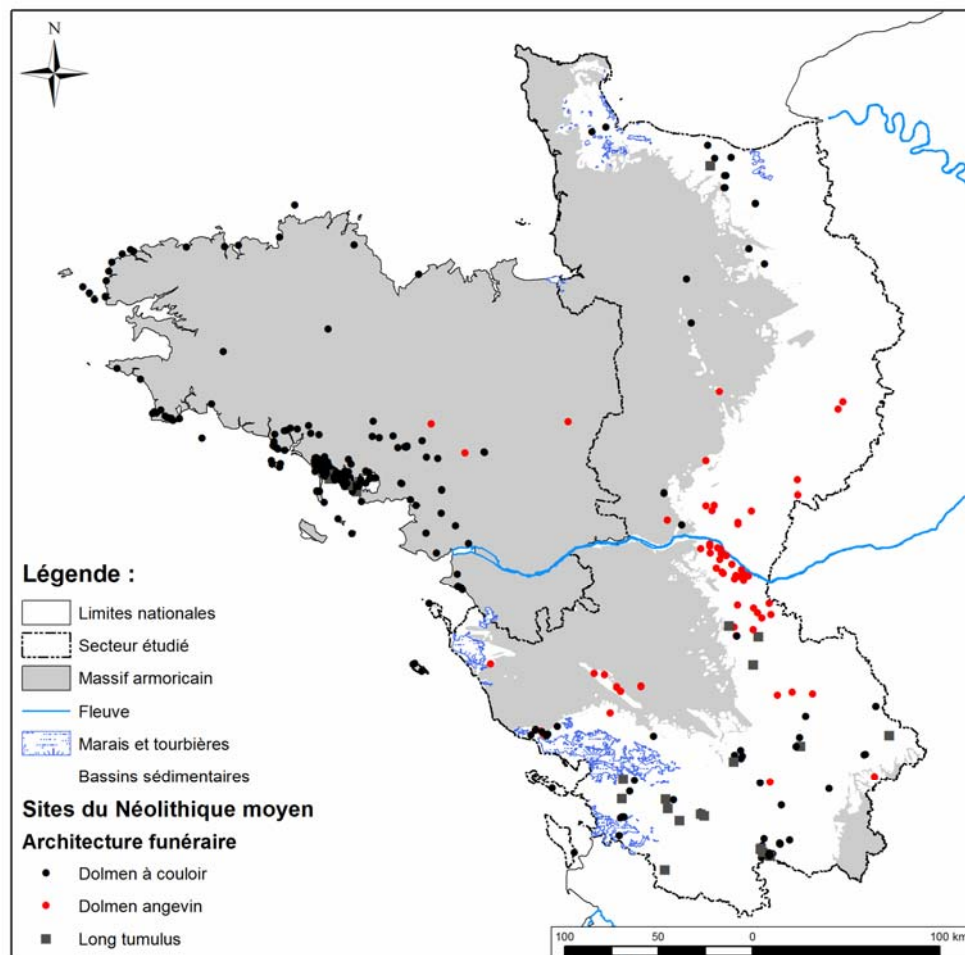 N
Légende :
Limites nationales
Secteur étudié
Massif armoricain
Fleuve
Marais et tourbières
Bassins sédimentaires
Sites du Néolithique moyen
Architecture funéraire
Dolmen à couloir
Dolmen angevin
Long tumulus
100 50 0 100 km